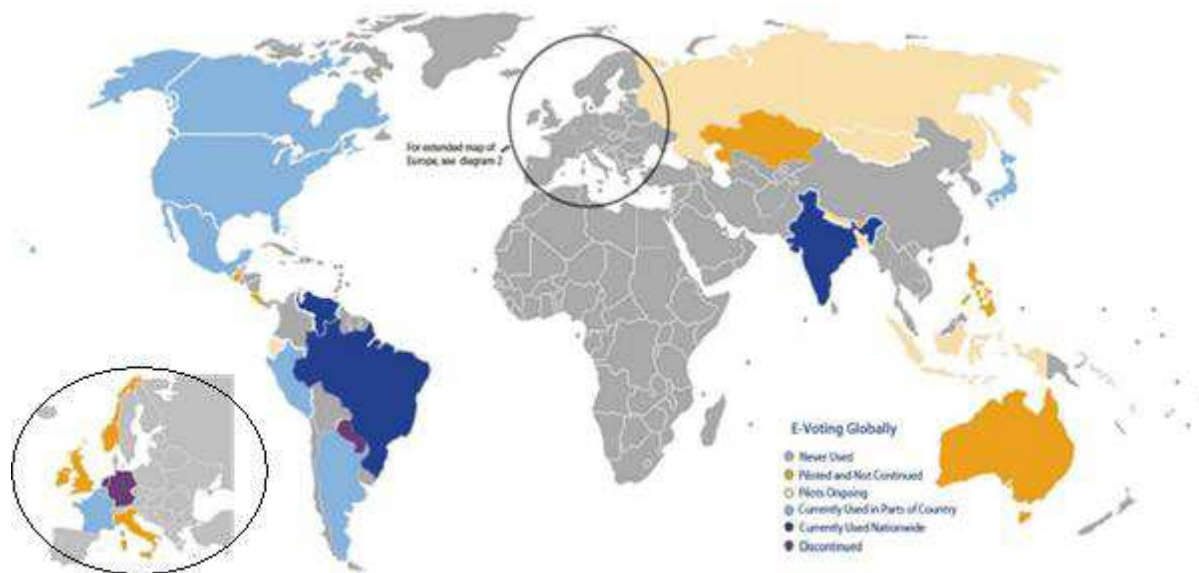 For extended map of
Europe, see diagram 2
E-Voting Globally
Never Used
Piloted and Not Continued
Pilots Ongoing
Currently Used in Parts of Country
Currently Used Nationwide
Discontinued